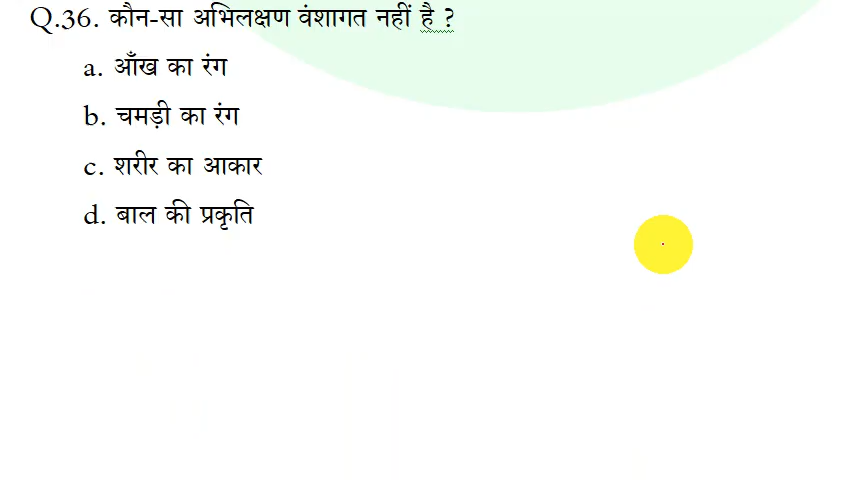 Q.36. कौन-सा अभिलक्षण वंशागत नहीं है ?
a. आँख का रंग
b. चमड़ी का रंग
c. शरीर का आकार
d. बाल की प्रकृति